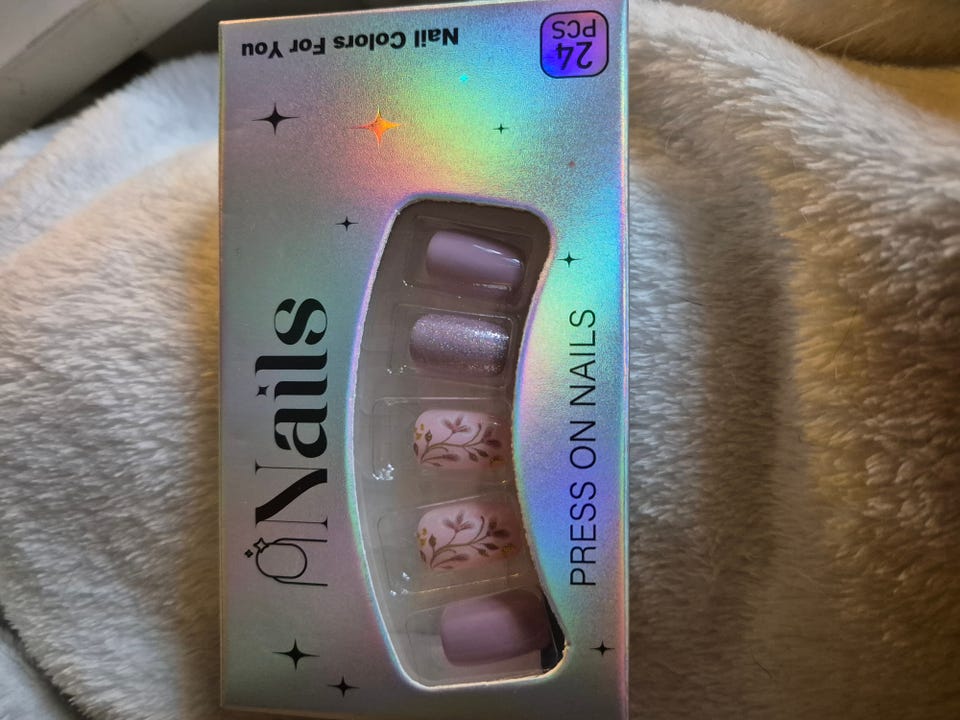 Nails
PRESS ON NAILS
Nail Colors For You
24
PCS